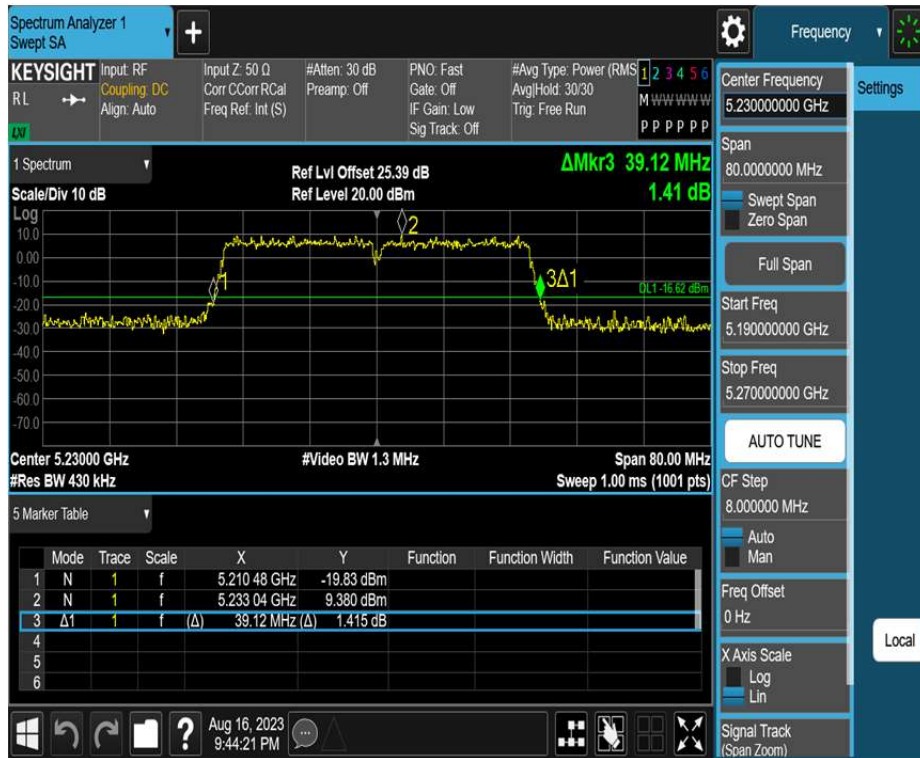 Spectrum Analyzer 1
Swept SA
+
Frequency
KEYSIGHT
RL
LXI
Input: RF
Coupling: DC
Align: Auto
Input Z: 50 Ω
Corr CCorr RCal
Freq Ref: Int (S)
#Atten: 30 dB
Preamp: Off
PNO: Fast
Gate: Off
IF Gain: Low
Sig Track: Off
#Avg Type: Power (RMS
Avg|Hold: 30/30
Trig: Free Run
1 2 3 4 5 6
M W W W W W
P P P P P P
1 Spectrum
Scale/Div 10 dB
Ref Lvl Offset 25.39 dB
Ref Level 20.00 dBm
ΔMkr3 39.12 MHz
1.41 dB
Log
10.0
0.00
-10.0
-20.0
-30.0
-40.0
-50.0
-60.0
-70.0
1
2
3Δ1
DL1 -16.62 dBm
Center 5.23000 GHz
#Res BW 430 kHz
#Video BW 1.3 MHz
Span 80.00 MHz
Sweep 1.00 ms (1001 pts)
5 Marker Table
Mode Trace Scale X Y Function Function Width Function Value
1 N 1 f 5.210 48 GHz -19.83 dBm
2 N 1 f 5.233 04 GHz 9.380 dBm
3 Δ1 1 f (Δ) 39.12 MHz (Δ) 1.415 dB
4
5
6
?
Aug 16, 2023
9:44:21 PM
Center Frequency
5.230000000 GHz
Span
80.0000000 MHz
Swept Span
Zero Span
Full Span
Start Freq
5.190000000 GHz
Stop Freq
5.270000000 GHz
AUTO TUNE
CF Step
8.000000 MHz
Auto
Man
Freq Offset
0 Hz
X Axis Scale
Log
Lin
Signal Track
(Span Zoom)
Settings
Local